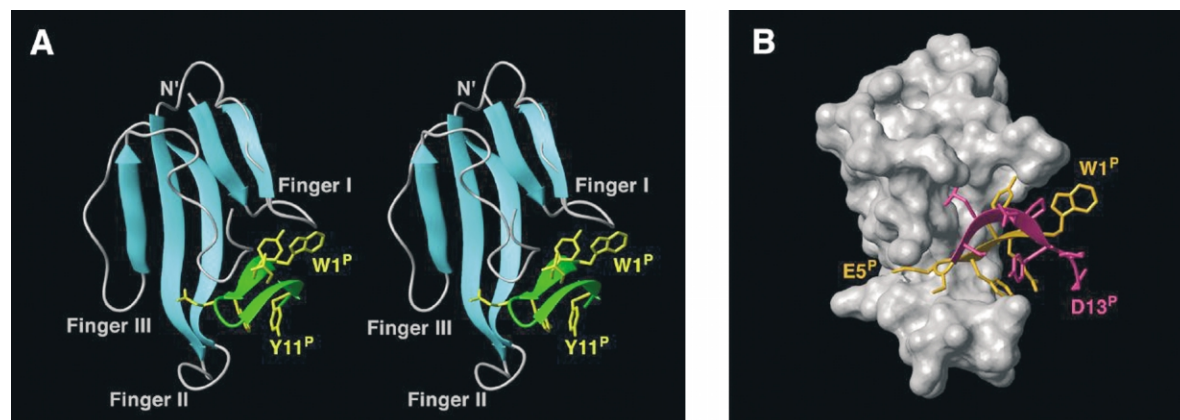 A
N'
Finger I
W1ᴾ
Finger III
Y11ᴾ
Finger II
N'
Finger I
W1ᴾ
Finger III
Y11ᴾ
Finger II
B
W1ᴾ
E5ᴾ
D13ᴾ